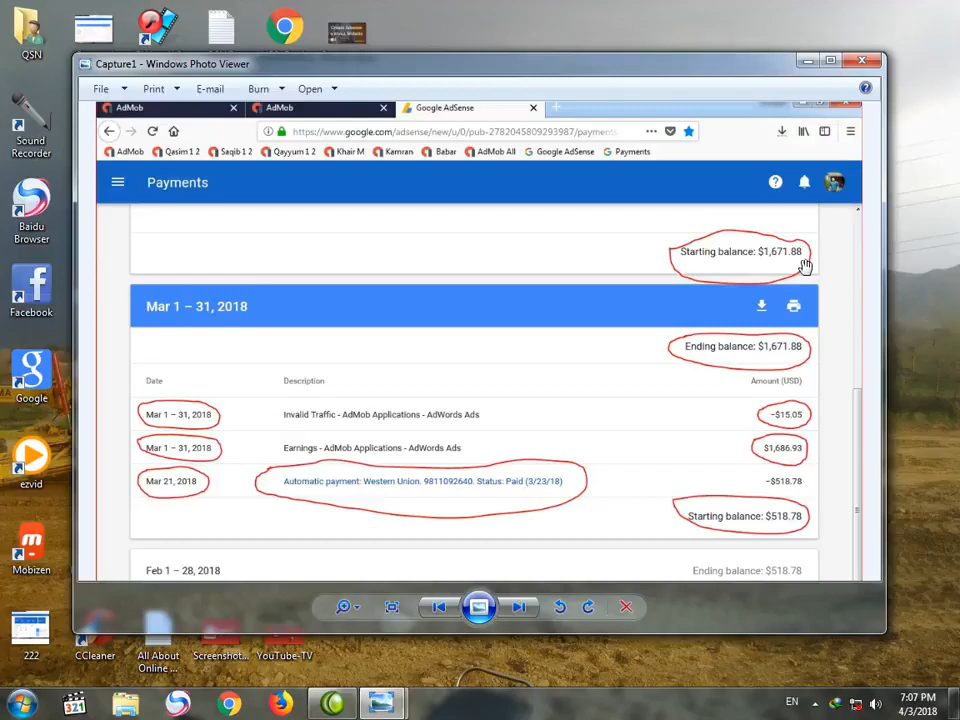 QSN
Sound
Recorder
Baidu
Browser
Facebook
Google
ezvid
Mobizen
222
CCleaner
All About
Online ...
Screenshot...
YouTube-TV
Capture1 - Windows Photo Viewer
File Print E-mail Burn Open
AdMob
AdMob
Google AdSense
https://www.google.com/adsense/new/u/0/pub-2782045809293987/payments.
AdMob Qasim 1 2 Saqib 1 2 Qayyum 1 2 Khair M Kamran Babar AdMob All Google AdSense Payments
Payments
Starting balance: $1,671.88
Mar 1 – 31, 2018
Ending balance: $1,671.88
Date Description Amount (USD)
Mar 1 – 31, 2018 Invalid Traffic - AdMob Applications - AdWords Ads −$15.05
Mar 1 – 31, 2018 Earnings - AdMob Applications - AdWords Ads $1,686.93
Mar 21, 2018 Automatic payment: Western Union. 9811092640. Status: Paid (3/23/18) −$518.78
Starting balance: $518.78
Feb 1 – 28, 2018 Ending balance: $518.78
321
EN
7:07 PM
4/3/2018